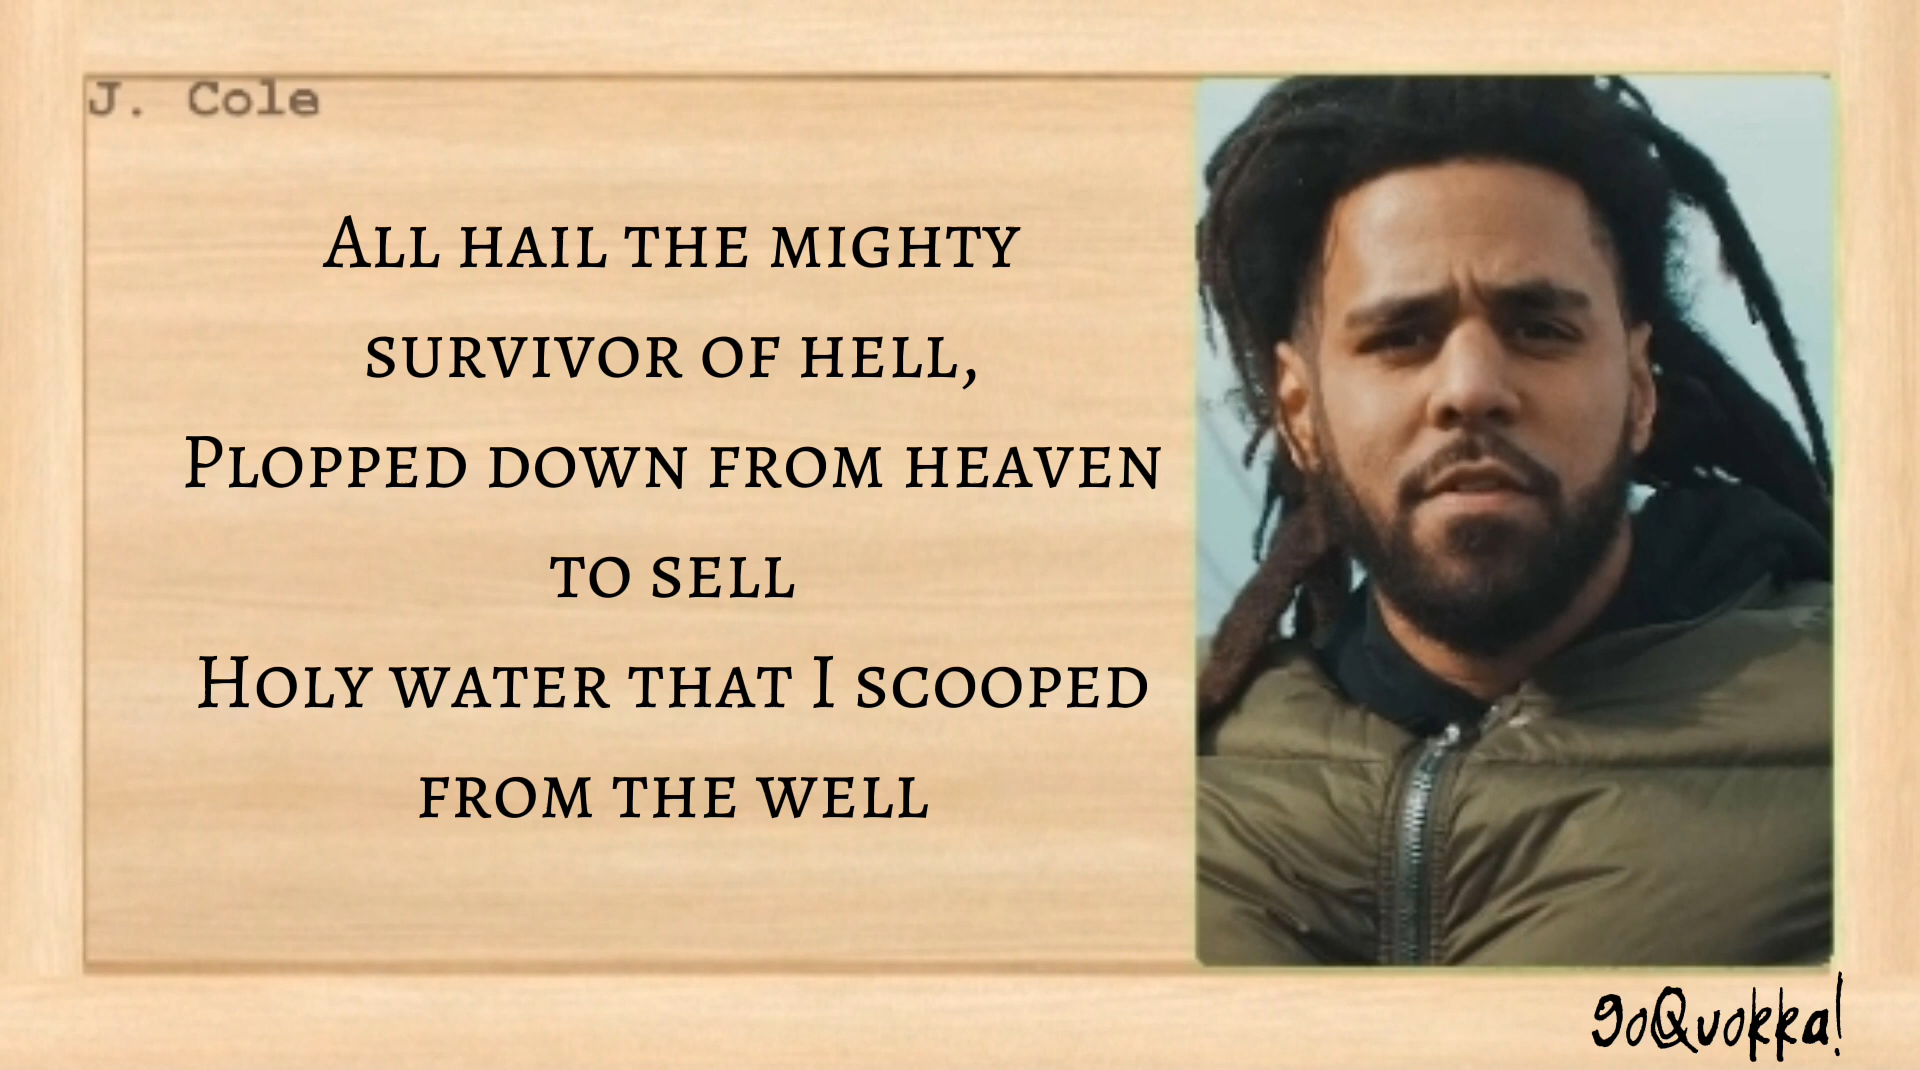 J. Cole
All hail the mighty
survivor of hell,
Plopped down from heaven
to sell
Holy water that I scooped
from the well
goQuokka!